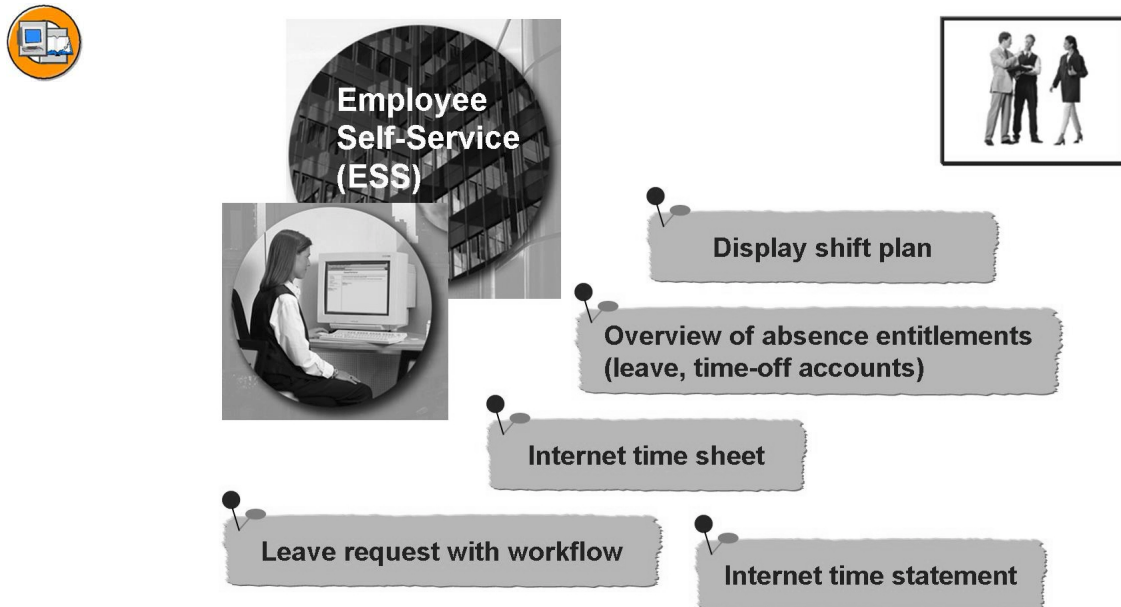 Employee
Self-Service
(ESS)
Display shift plan
Overview of absence entitlements
(leave, time-off accounts)
Internet time sheet
Leave request with workflow
Internet time statement